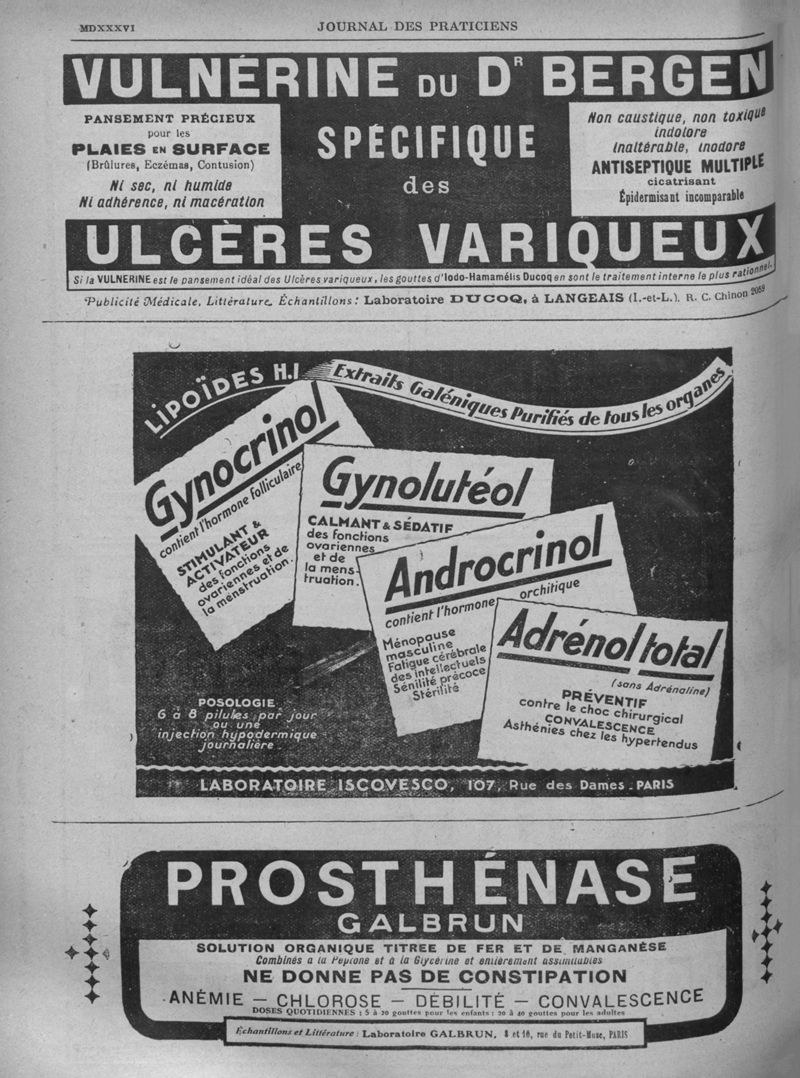 MDXXXVI
JOURNAL DES PRATICIENS
VULNÉRINE DU Dr BERGEN
PANSEMENT PRÉCIEUX
pour les
PLAIES EN SURFACE
(Brûlures, Eczémas, Contusion)
Ni sec, ni humide
Ni adhérence, ni macération
SPÉCIFIQUE
des
Non caustique, non toxique
indolore
Inaltérable, inodore
ANTISEPTIQUE MULTIPLE
cicatrisant
Épidermisant incomparable
ULCÈRES VARIQUEUX
Si la VULNERINE est le pansement idéal des Ulcères variqueux, les gouttes d'Iodo-Hamamélis Ducoq en sont le traitement interne le plus rationnel.
Publicité Médicale, Littérature, Échantillons : Laboratoire DUCOQ, à LANGEAIS (I.-et-L.). R. C. Chinon 2059
LIPOÏDES H.I
Extraits Galéniques Purifiés de tous les organes
Gynocrinol
contient l'hormone folliculaire
STIMULANT &
ACTIVATEUR
des fonctions
ovariennes et de
la menstruation.
Gynolutéol
CALMANT & SÉDATIF
des fonctions
ovariennes
et de
la mens-
truation.
Androcrinol
contient l'hormone orchitique
Ménopause
masculine
Fatigue cérébrale
des intellectuels
Sénilité précoce
Stérilité
Adrénol total
(sans Adrénaline)
PRÉVENTIF
contre le choc chirurgical
CONVALESCENCE
Asthénies chez les hypertendus
POSOLOGIE
6 à 8 pilules par jour
ou une
injection hypodermique
journalière
LABORATOIRE ISCOVESCO, 107, Rue des Dames. PARIS
PROSTHÉNASE
GALBRUN
SOLUTION ORGANIQUE TITREE DE FER ET DE MANGANÈSE
Combinés à la Peptone et à la Glycérine et entièrement assimilables
NE DONNE PAS DE CONSTIPATION
ANÉMIE — CHLOROSE — DÉBILITÉ — CONVALESCENCE
DOSES QUOTIDIENNES : 5 à 20 gouttes pour les enfants ; 20 à 40 gouttes pour les adultes
Échantillons et Littérature : Laboratoire GALBRUN, 8 et 10, rue du Petit-Musc, PARIS